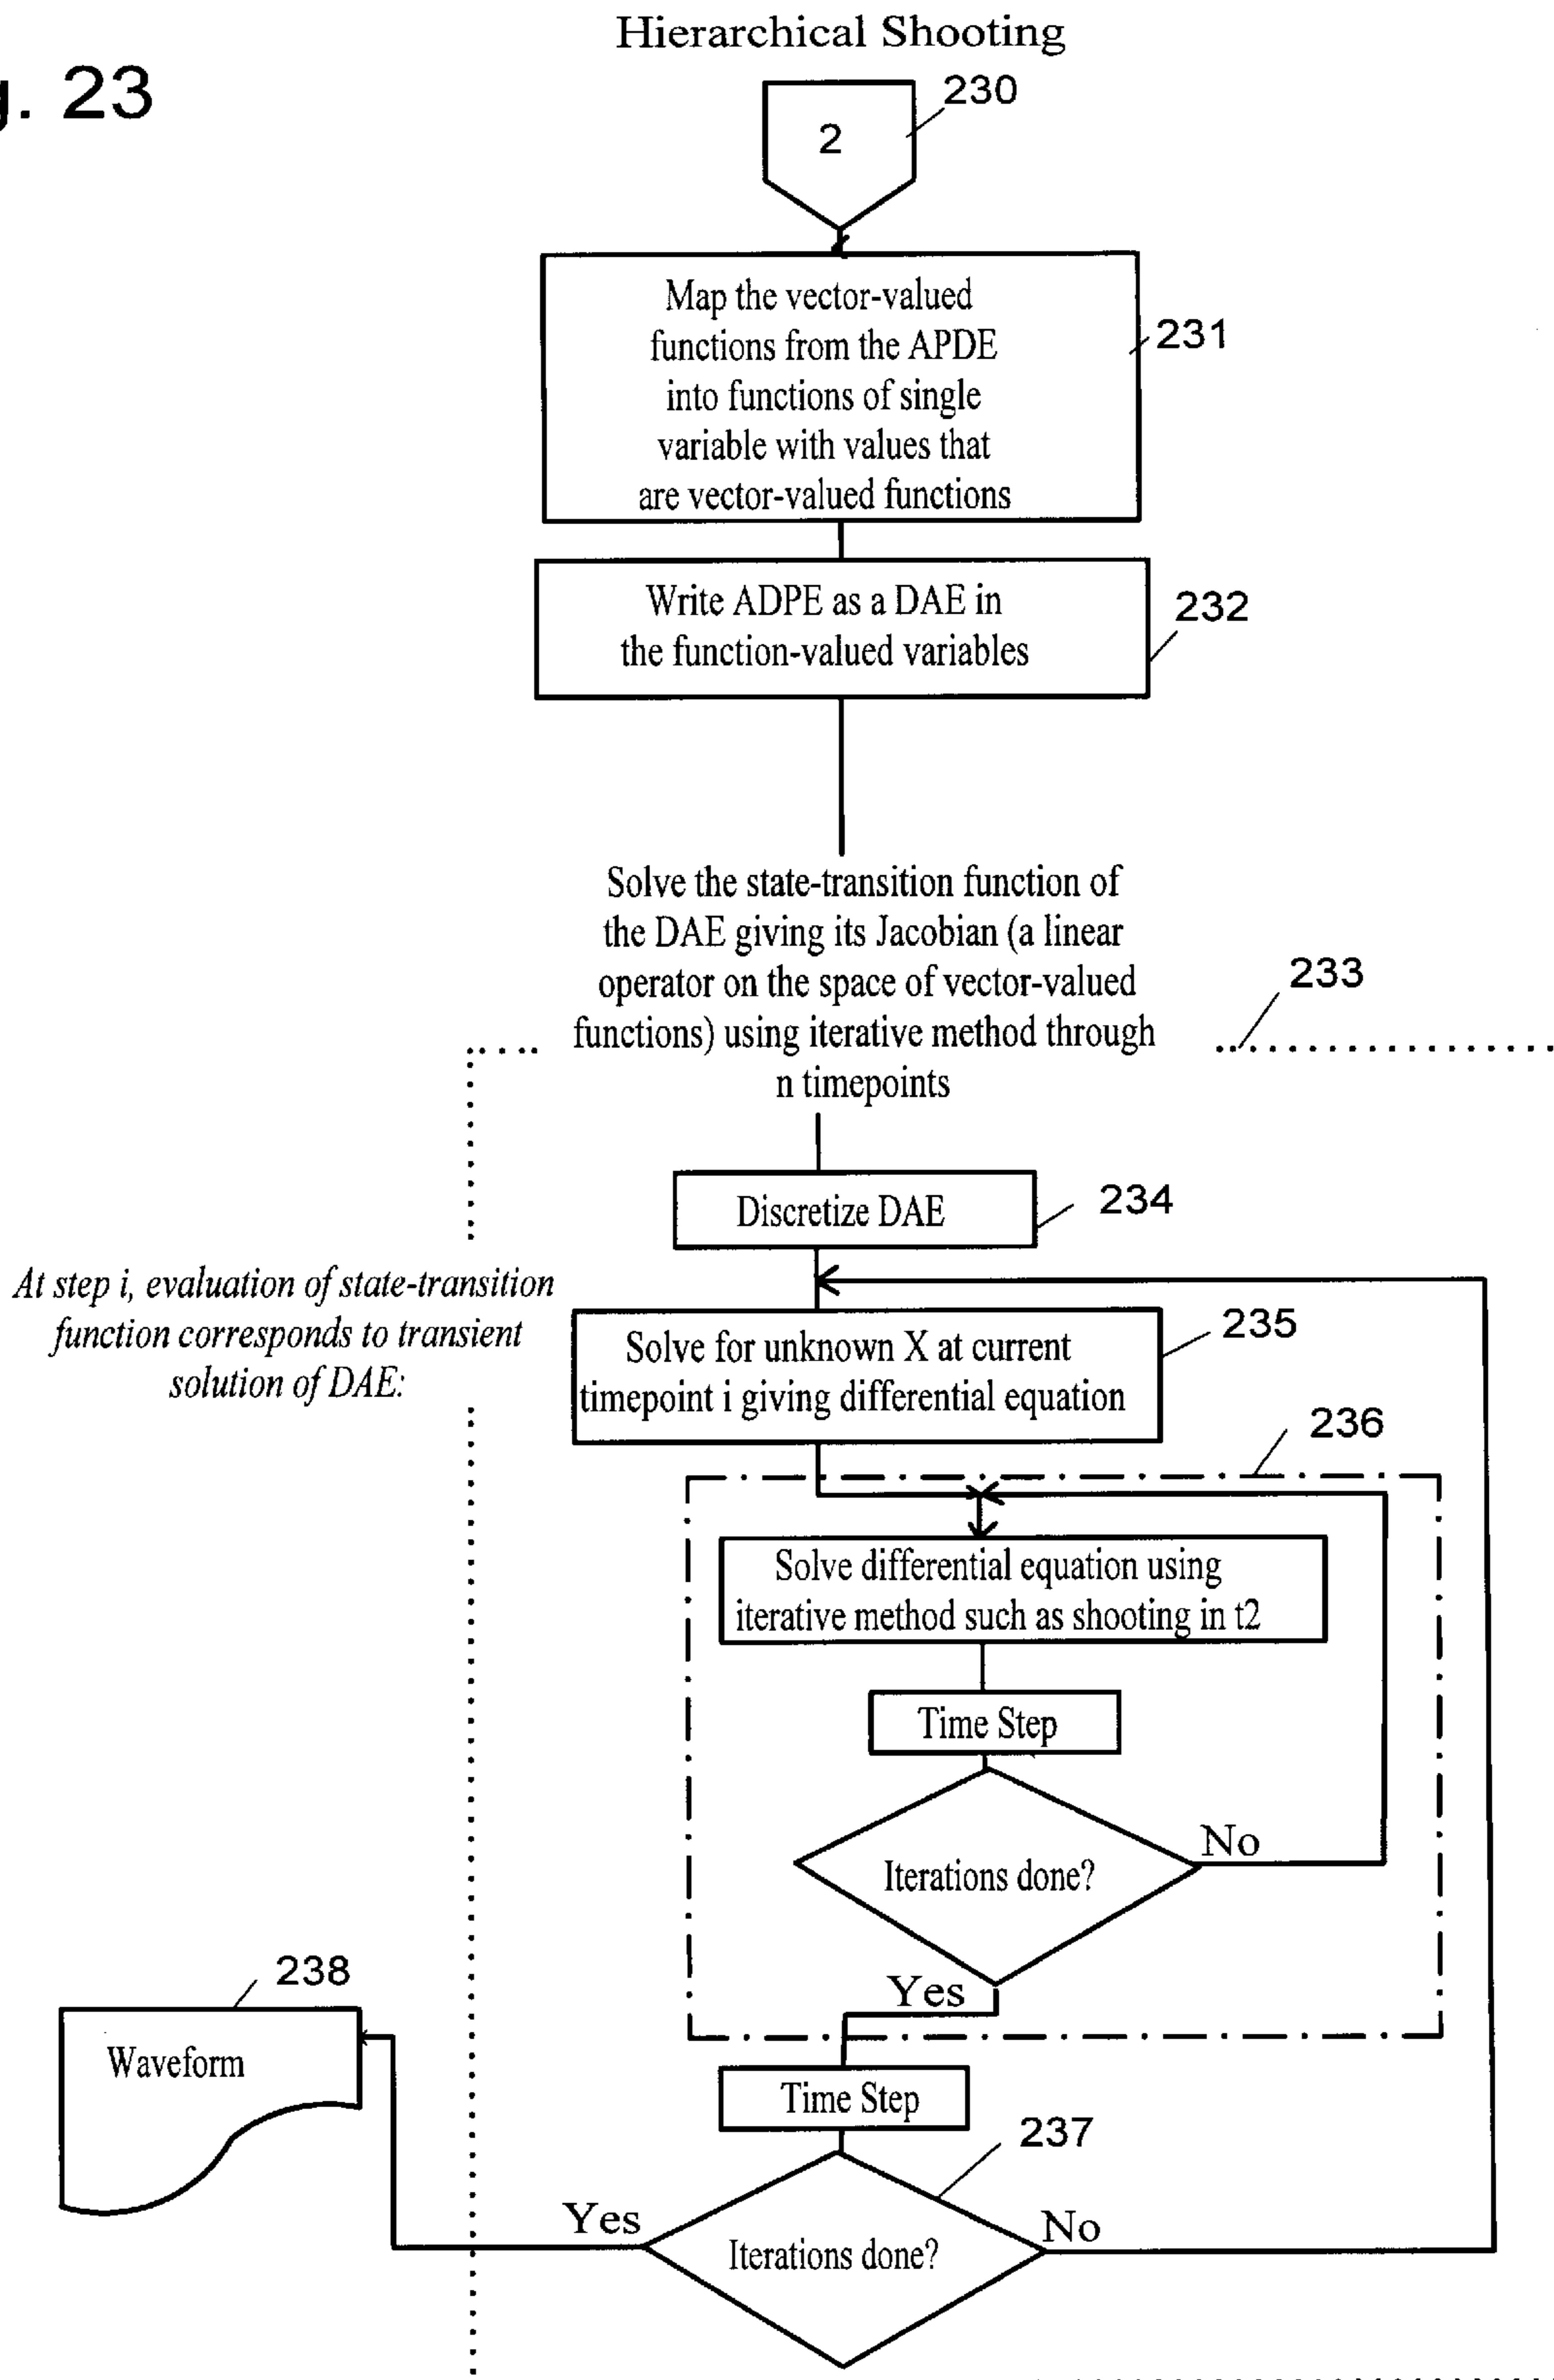 Hierarchical Shooting
g. 23
230
2
Map the vector-valued
functions from the APDE
into functions of single
variable with values that
are vector-valued functions
231
Write ADPE as a DAE in
the function-valued variables
232
Solve the state-transition function of
the DAE giving its Jacobian (a linear
operator on the space of vector-valued
functions) using iterative method through
n timepoints
233
Discretize DAE
234
At step i, evaluation of state-transition
function corresponds to transient
solution of DAE:
Solve for unknown X at current
timepoint i giving differential equation
235
236
Solve differential equation using
iterative method such as shooting in t2
Time Step
Iterations done?
No
Yes
238
Waveform
Time Step
237
Iterations done?
Yes
No